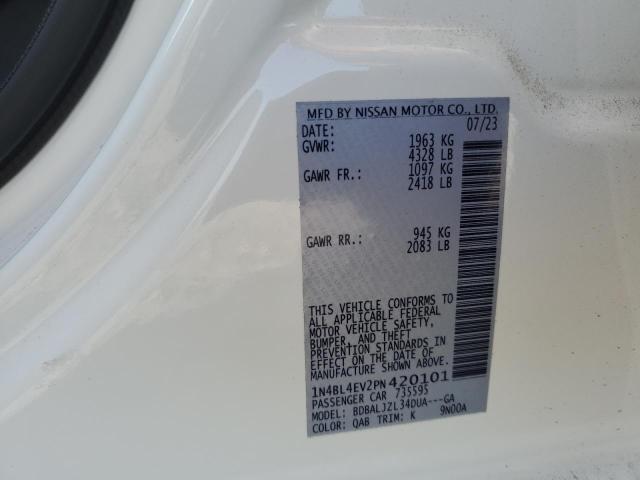 MFD BY NISSAN MOTOR CO., LTD.
DATE: 07/23
GVWR: 1963 KG
4328 LB
GAWR FR.: 1097 KG
2418 LB
GAWR RR.: 945 KG
2083 LB
THIS VEHICLE CONFORMS TO
ALL APPLICABLE FEDERAL
MOTOR VEHICLE SAFETY,
BUMPER, AND THEFT
PREVENTION STANDARDS IN
EFFECT ON THE DATE OF
MANUFACTURE SHOWN ABOVE.
1N4BL4EV2PN420101
PASSENGER CAR 735595
MODEL: BDBALJZL34DUA---GA
COLOR: QAB TRIM: K 9N00A